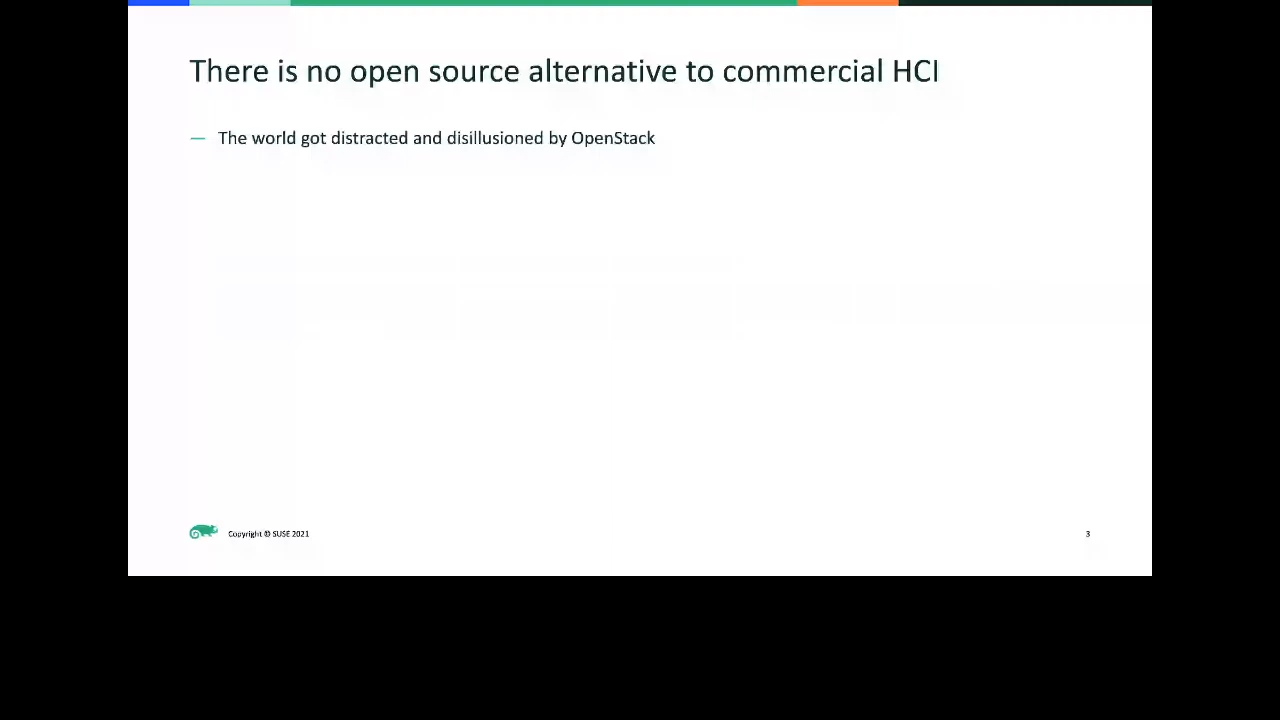 There is no open source alternative to commercial HCI
— The world got distracted and disillusioned by OpenStack
Copyright © SUSE 2021
3